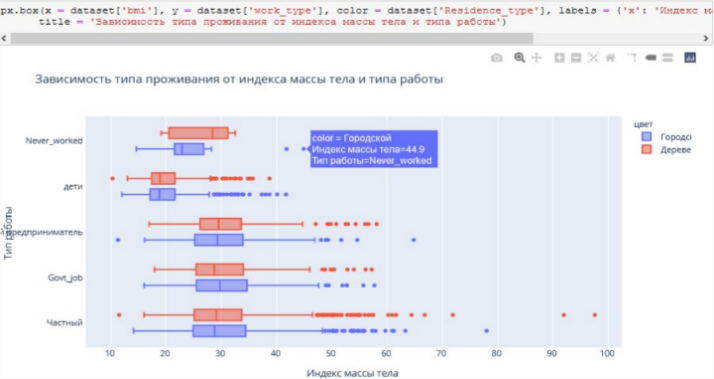 px.box(x = dataset['bmi'], y = dataset['work_type'], color = dataset['Residence_type'], labels = {'x': 'Индекс
title = 'Зависимость типа проживания от индекса массы тела и типа работы')
Зависимость типа проживания от индекса массы тела и типа работы
цвет
Городс
Дереве
color = Городской
Индекс массы тела=44.9
Тип работы=Never_worked
Тип работы
Never_worked
дети
й предприниматель
Govt_job
Частный
10 20 30 40 50 60 70 80 90 100
Индекс массы тела